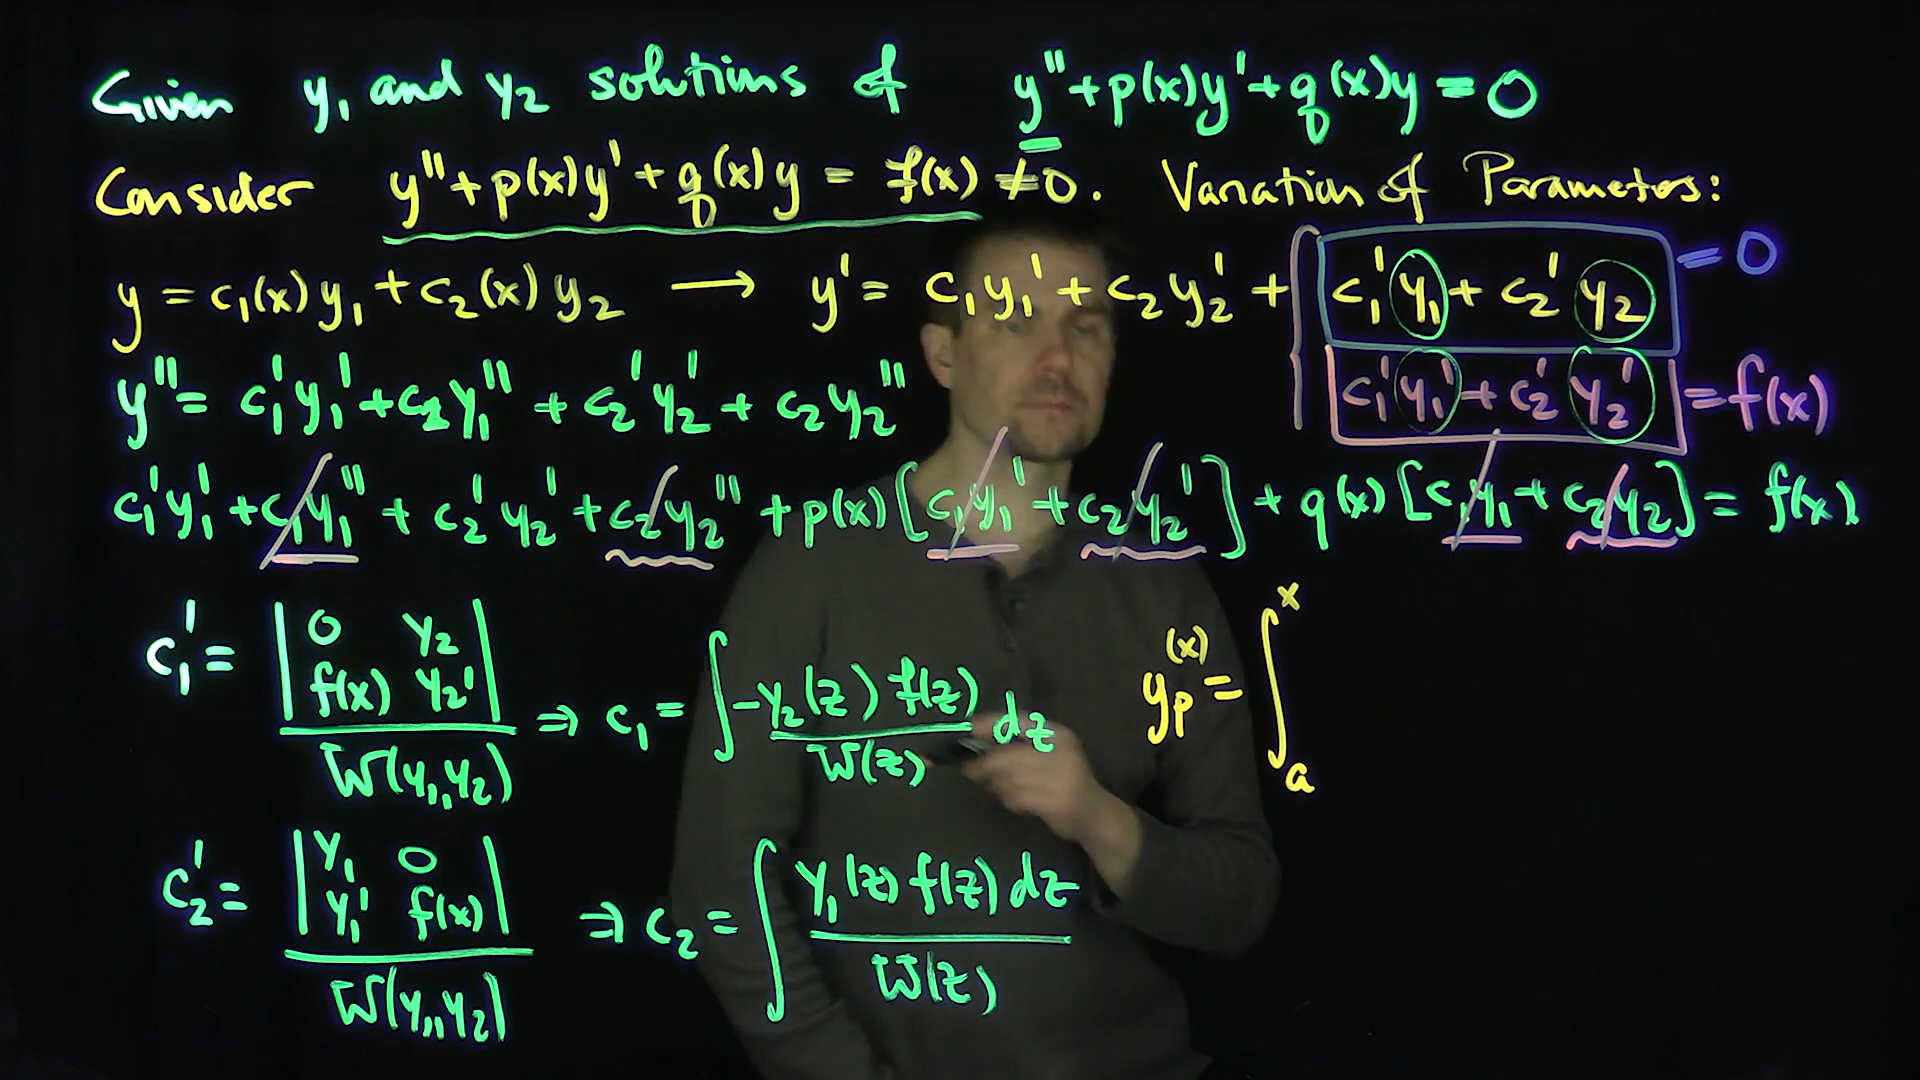 Given y₁ and y₂ solutions of y''+p(x)y'+q(x)y=0
Consider y''+p(x)y'+q(x)y = f(x) ≠0. Variation of Parameters:
y = c₁(x)y₁+c₂(x)y₂ → y' = c₁y₁'+c₂y₂'+ c₁'y₁+c₂'y₂ =0
c₁'y₁'+c₂'y₂' =f(x)
y''= c₁'y₁'+c₁y₁''+c₂'y₂'+c₂y₂''
c₁'y₁'+c₁y₁''+c₂'y₂'+c₂y₂''+p(x)[c₁y₁'+c₂y₂']+q(x)[c₁y₁+c₂y₂]=f(x).
c₁'= |0 y₂
f(x) y₂'| / W(y₁,y₂) ⇒ c₁ = ∫ -y₂(z)f(z) / W(z) dz
y_p(x) = ∫_a^x
c₂'= |y₁ 0
y₁' f(x)| / W(y₁,y₂) ⇒ c₂ = ∫ y₁(z)f(z)dz / W(z)